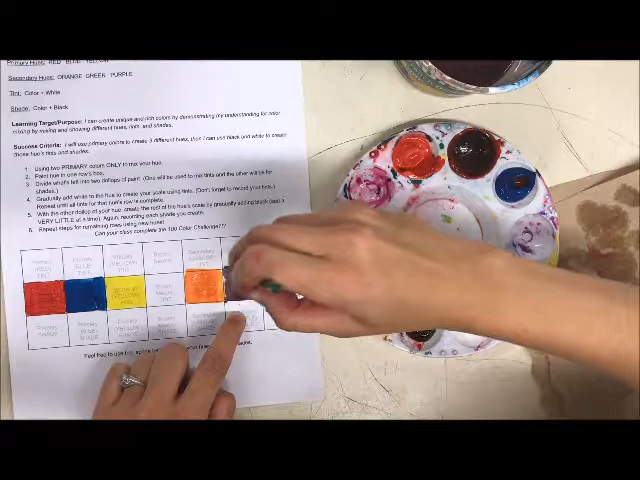 Primary Hues: RED BLUE YELLOW
Secondary Hues: ORANGE GREEN PURPLE
Tint: Color + White
Shade: Color + Black
Learning Target/Purpose: I can create unique and rich colors by demonstrating my understanding for color
mixing by mixing and showing different hues, tints, and shades.
Success Criteria: I will use primary colors to create 3 different hues; then I can use black and white to create
those hue's tints and shades.
1. Using two PRIMARY colors ONLY to mix your hue.
2. Paint hue in one row's box.
3. Divide what's left into two dollops of paint. (One will be used to mix tints and the other will be for
shades.)
4. Gradually add white to the hue to create your scale using tints. (Don't forget to record your tints.)
Repeat until all tints for that hue's row is complete.
5. With the other dollop of your hue, create the rest of the hue's scale by gradually adding black (and a
VERY LITTLE at a time). Again, recording each shade you create.
6. Repeat steps for remaining rows using new hues!
Can your class complete the 100 Color Challenge??
Primary (RED) TINT
Primary (BLUE) TINT
Primary (YELLOW) TINT
Secondary
TINT
Primary (YELLOW)
Primary SHADE
Primary (BLUE) SHADE
Primary (YELLOW) SHADE
SHADE
Feel free to use